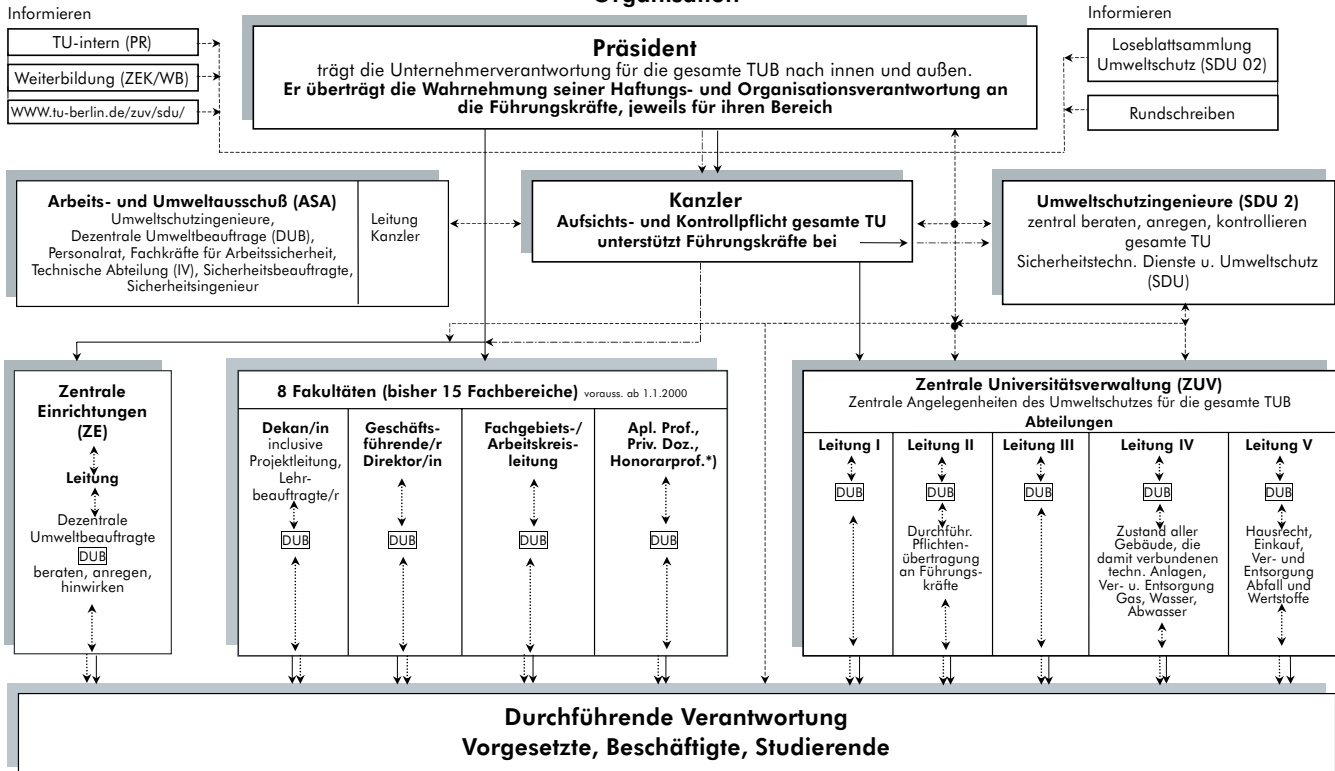 Organisation
Informieren
TU-intern (PR)
Weiterbildung (ZEK/WB)
WWW.tu-berlin.de/zuv/sdu/
Präsident
trägt die Unternehmerverantwortung für die gesamte TUB nach innen und außen.
Er überträgt die Wahrnehmung seiner Haftungs- und Organisationsverantwortung an
die Führungskräfte, jeweils für ihren Bereich
Informieren
Loseblattsammlung
Umweltschutz (SDU 02)
Rundschreiben
Arbeits- und Umweltausschuß (ASA)
Umweltschutzingenieure,
Dezentrale Umweltbeauftrage (DUB),
Personalrat, Fachkräfte für Arbeitssicherheit,
Technische Abteilung (IV), Sicherheitsbeauftragte,
Sicherheitsingenieur
Leitung
Kanzler
Kanzler
Aufsichts- und Kontrollpflicht gesamte TU
unterstützt Führungskräfte bei
Umweltschutzingenieure (SDU 2)
zentral beraten, anregen, kontrollieren
gesamte TU
Sicherheitstechn. Dienste u. Umweltschutz
(SDU)
Zentrale
Einrichtungen
(ZE)
Leitung
Dezentrale
Umweltbeauftragte
DUB
beraten, anregen,
hinwirken
8 Fakultäten (bisher 15 Fachbereiche) vorauss. ab 1.1.2000
Dekan/in
inclusive
Projektleitung,
Lehr-
beauftragte/r
DUB
Geschäfts-
führende/r
Direktor/in
DUB
Fachgebiets-/
Arbeitskreis-
leitung
DUB
Apl. Prof.,
Priv. Doz.,
Honorarprof.*)
DUB
Zentrale Universitätsverwaltung (ZUV)
Zentrale Angelegenheiten des Umweltschutzes für die gesamte TUB
Abteilungen
Leitung I
DUB
Leitung II
DUB
Durchführ.
Pflichten-
übertragung
an Führungs-
kräfte
Leitung III
DUB
Leitung IV
DUB
Zustand aller
Gebäude, die
damit verbundenen
techn. Anlagen,
Ver- u. Entsorgung
Gas, Wasser,
Abwasser
Leitung V
DUB
Hausrecht,
Einkauf,
Ver- und
Entsorgung
Abfall und
Wertstoffe
Durchführende Verantwortung
Vorgesetzte, Beschäftigte, Studierende